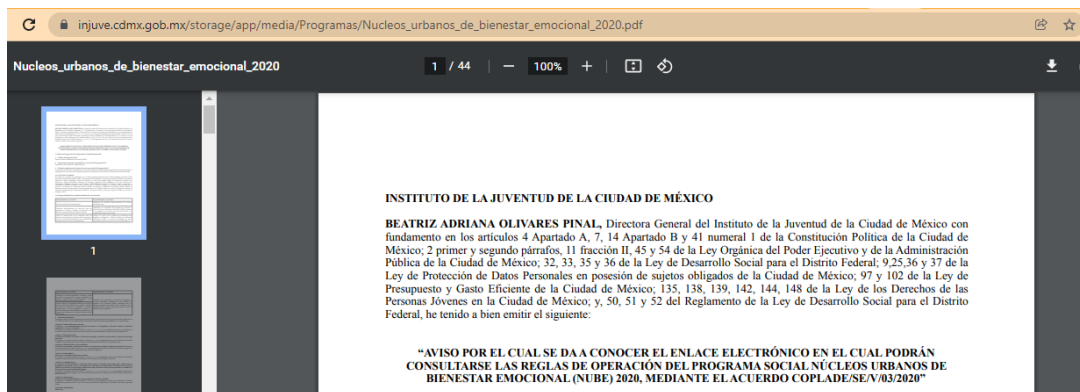 injuve.cdmx.gob.mx/storage/app/media/Programas/Nucleos_urbanos_de_bienestar_emocional_2020.pdf
Nucleos_urbanos_de_bienestar_emocional_2020
1 / 44
100%
1
INSTITUTO DE LA JUVENTUD DE LA CIUDAD DE MÉXICO
BEATRIZ ADRIANA OLIVARES PINAL, Directora General del Instituto de la Juventud de la Ciudad de México con
fundamento en los artículos 4 Apartado A, 7, 14 Apartado B y 41 numeral 1 de la Constitución Política de la Ciudad de
México; 2 primer y segundo párrafos, 11 fracción II, 45 y 54 de la Ley Orgánica del Poder Ejecutivo y de la Administración
Pública de la Ciudad de México; 32, 33, 35 y 36 de la Ley de Desarrollo Social para el Distrito Federal; 9,25,36 y 37 de la
Ley de Protección de Datos Personales en posesión de sujetos obligados de la Ciudad de México; 97 y 102 de la Ley de
Presupuesto y Gasto Eficiente de la Ciudad de México; 135, 138, 139, 142, 144, 148 de la Ley de los Derechos de las
Personas Jóvenes en la Ciudad de México; y, 50, 51 y 52 del Reglamento de la Ley de Desarrollo Social para el Distrito
Federal, he tenido a bien emitir el siguiente:
“AVISO POR EL CUAL SE DA A CONOCER EL ENLACE ELECTRÓNICO EN EL CUAL PODRÁN
CONSULTARSE LAS REGLAS DE OPERACIÓN DEL PROGRAMA SOCIAL NÚCLEOS URBANOS DE
BIENESTAR EMOCIONAL (NUBE) 2020, MEDIANTE EL ACUERDO COPLADE/SE/V/03/2020”